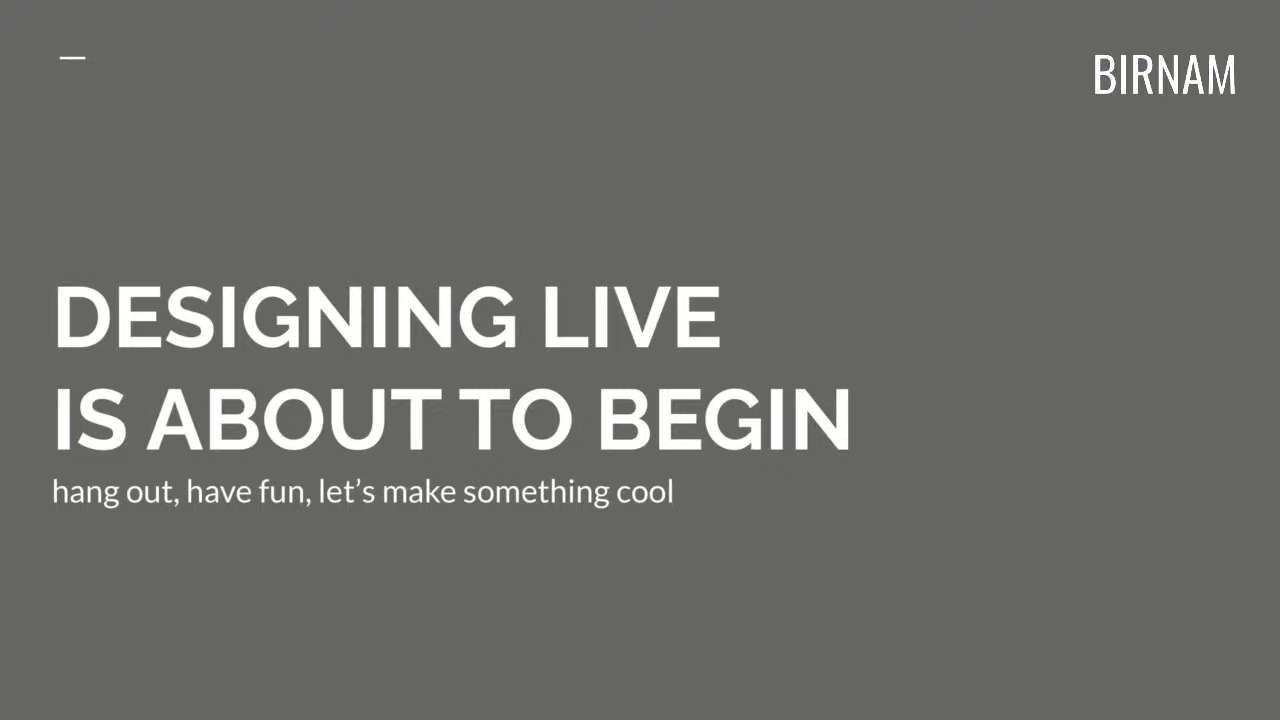 BIRNAM
DESIGNING LIVE
IS ABOUT TO BEGIN
hang out, have fun, let’s make something cool